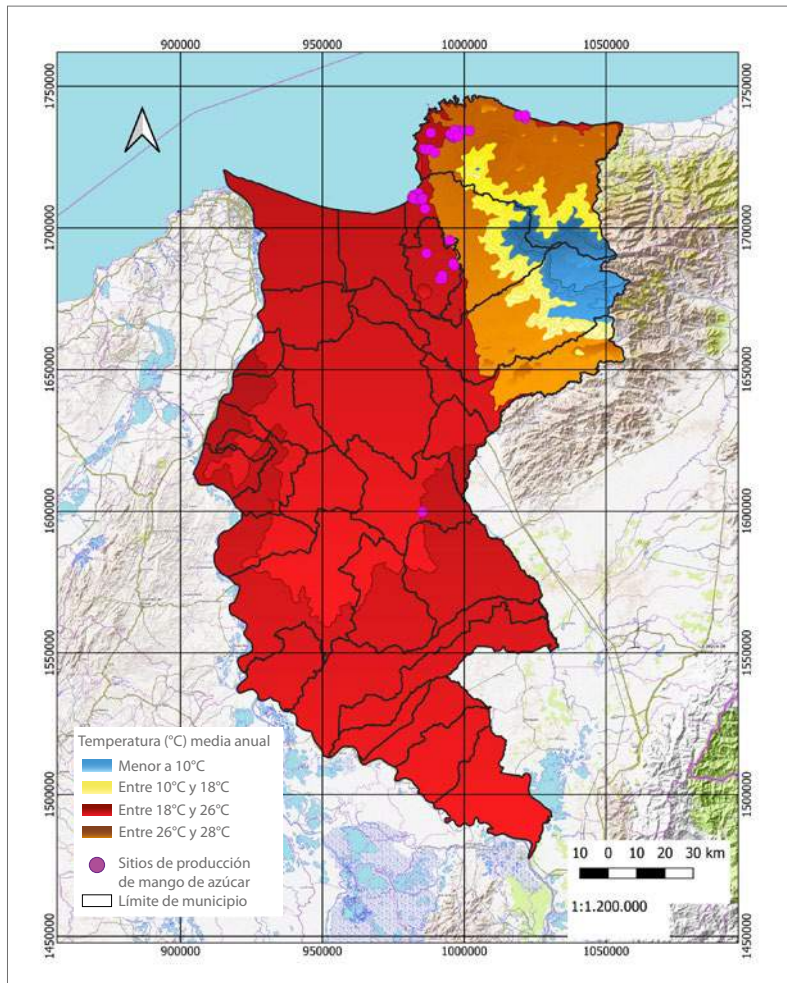 900000
950000
1000000
1050000
1750000
1750000
1700000
1700000
1650000
1650000
1600000
1600000
1550000
1550000
1500000
1500000
1450000
1450000
Temperatura (°C) media anual
Menor a 10°C
Entre 10°C y 18°C
Entre 18°C y 26°C
Entre 26°C y 28°C
Sitios de producción
de mango de azúcar
Límite de municipio
10 0 10 20 30 km
1:1.200.000
900000
950000
1000000
1050000